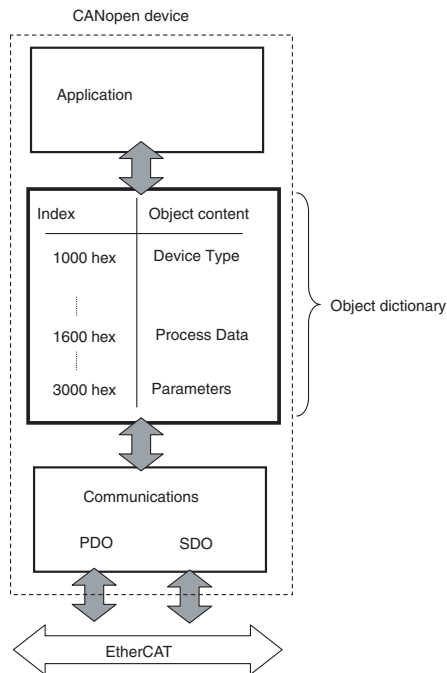 CANopen device
Application
Index Object content
1000 hex Device Type
1600 hex Process Data
3000 hex Parameters
Object dictionary
Communications
PDO SDO
EtherCAT